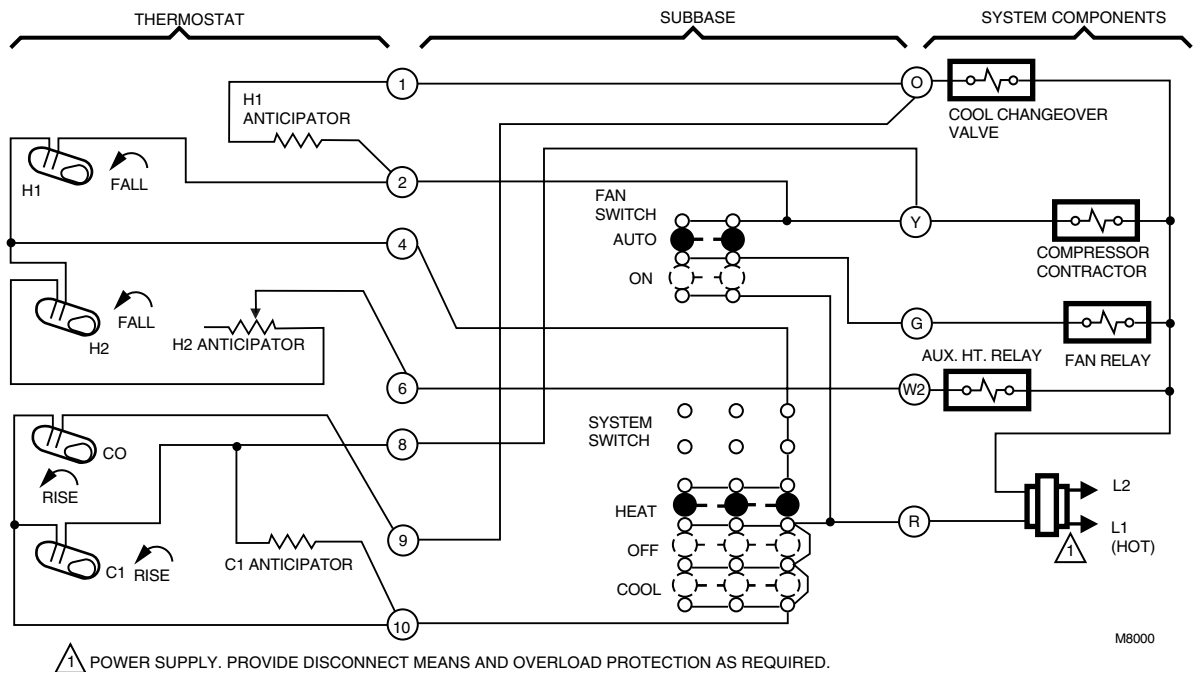 THERMOSTAT
SUBBASE
SYSTEM COMPONENTS
1
O
H1
ANTICIPATOR
COOL CHANGEOVER
VALVE
H1
FALL
2
FAN
SWITCH
AUTO
ON
Y
COMPRESSOR
CONTRACTOR
4
H2
FALL
H2 ANTICIPATOR
G
FAN RELAY
AUX. HT. RELAY
6
W2
SYSTEM
SWITCH
CO
RISE
8
HEAT
OFF
COOL
R
L2
L1
(HOT)
1
9
C1
RISE
C1 ANTICIPATOR
10
M8000
1 POWER SUPPLY. PROVIDE DISCONNECT MEANS AND OVERLOAD PROTECTION AS REQUIRED.